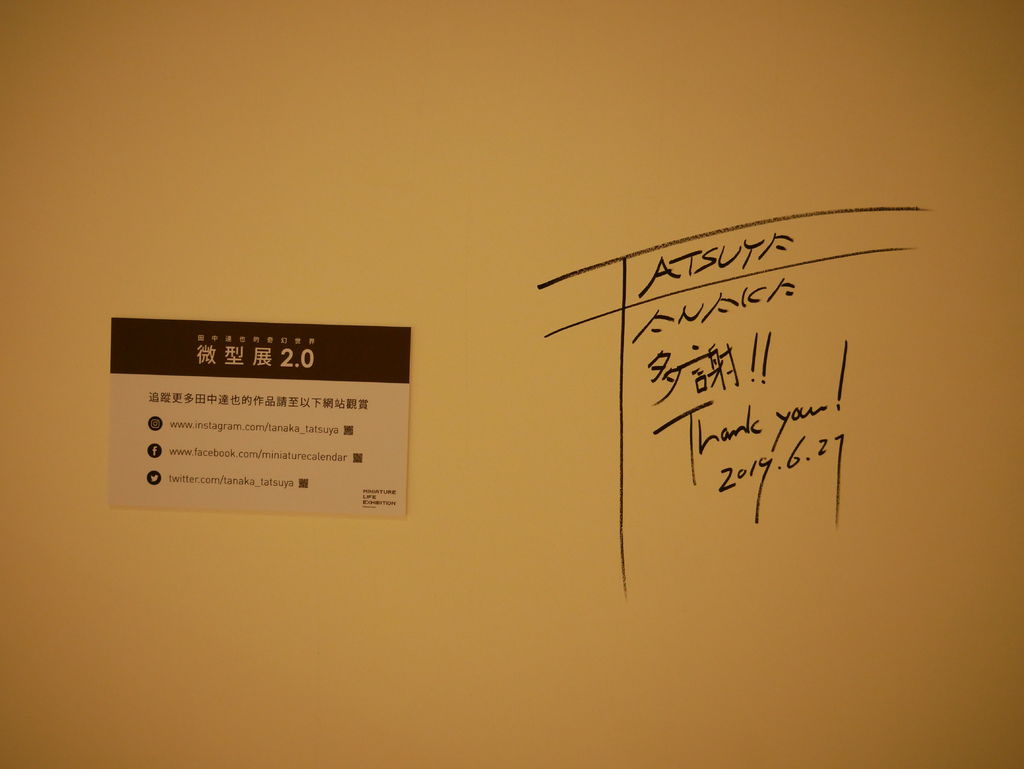 田中達也的奇幻世界
微型展 2.0
追蹤更多田中達也的作品請至以下網站觀賞
www.instagram.com/tanaka_tatsuya
www.facebook.com/miniaturecalendar
twitter.com/tanaka_tatsuya
MINIATURE
LIFE
EXHIBITION
TATSUYA
TANAKA
多謝!!
Thank you!
2019.6.27